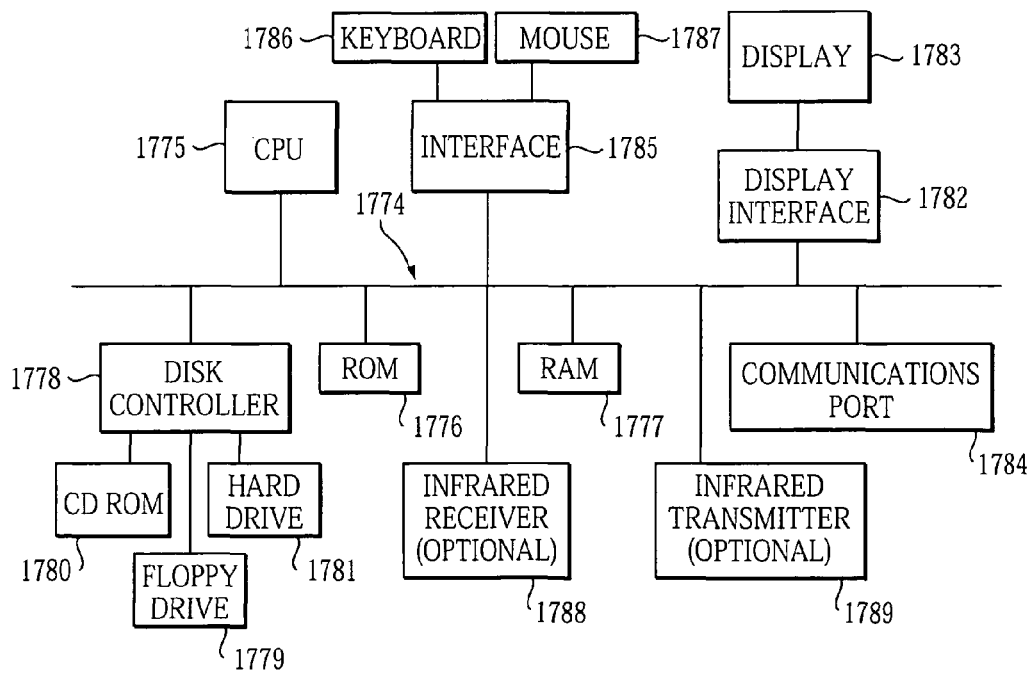 1786
KEYBOARD
MOUSE
1787
DISPLAY
1783
1775
CPU
INTERFACE
1785
DISPLAY
INTERFACE
1782
1774
1778
DISK
CONTROLLER
ROM
1776
RAM
1777
COMMUNICATIONS
PORT
1784
CD ROM
1780
HARD
DRIVE
1781
FLOPPY
DRIVE
1779
INFRARED
RECEIVER
(OPTIONAL)
1788
INFRARED
TRANSMITTER
(OPTIONAL)
1789